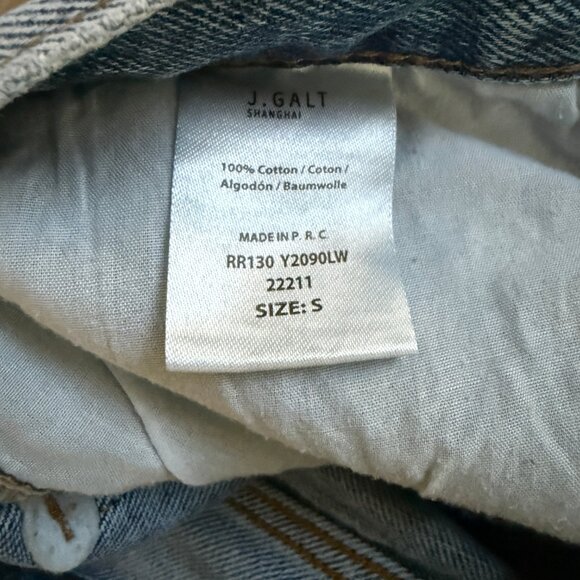 J.GALT
SHANGHAI
100% Cotton / Coton /
Algodón / Baumwolle
MADE IN P. R. C.
RR130 Y2090LW
22211
SIZE: S